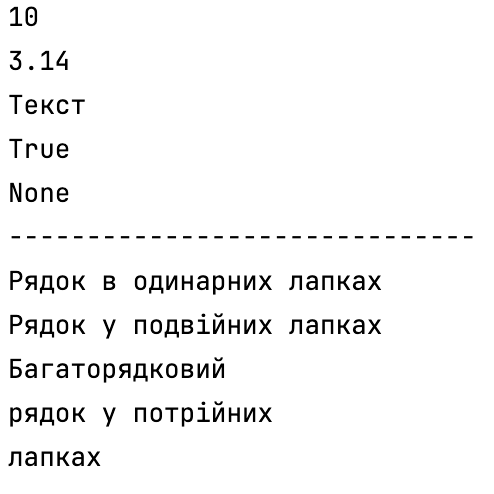 10
3.14
Текст
True
None
------------------------------
Рядок в одинарних лапках
Рядок у подвійних лапках
Багаторядковий
рядок у потрійних
лапках